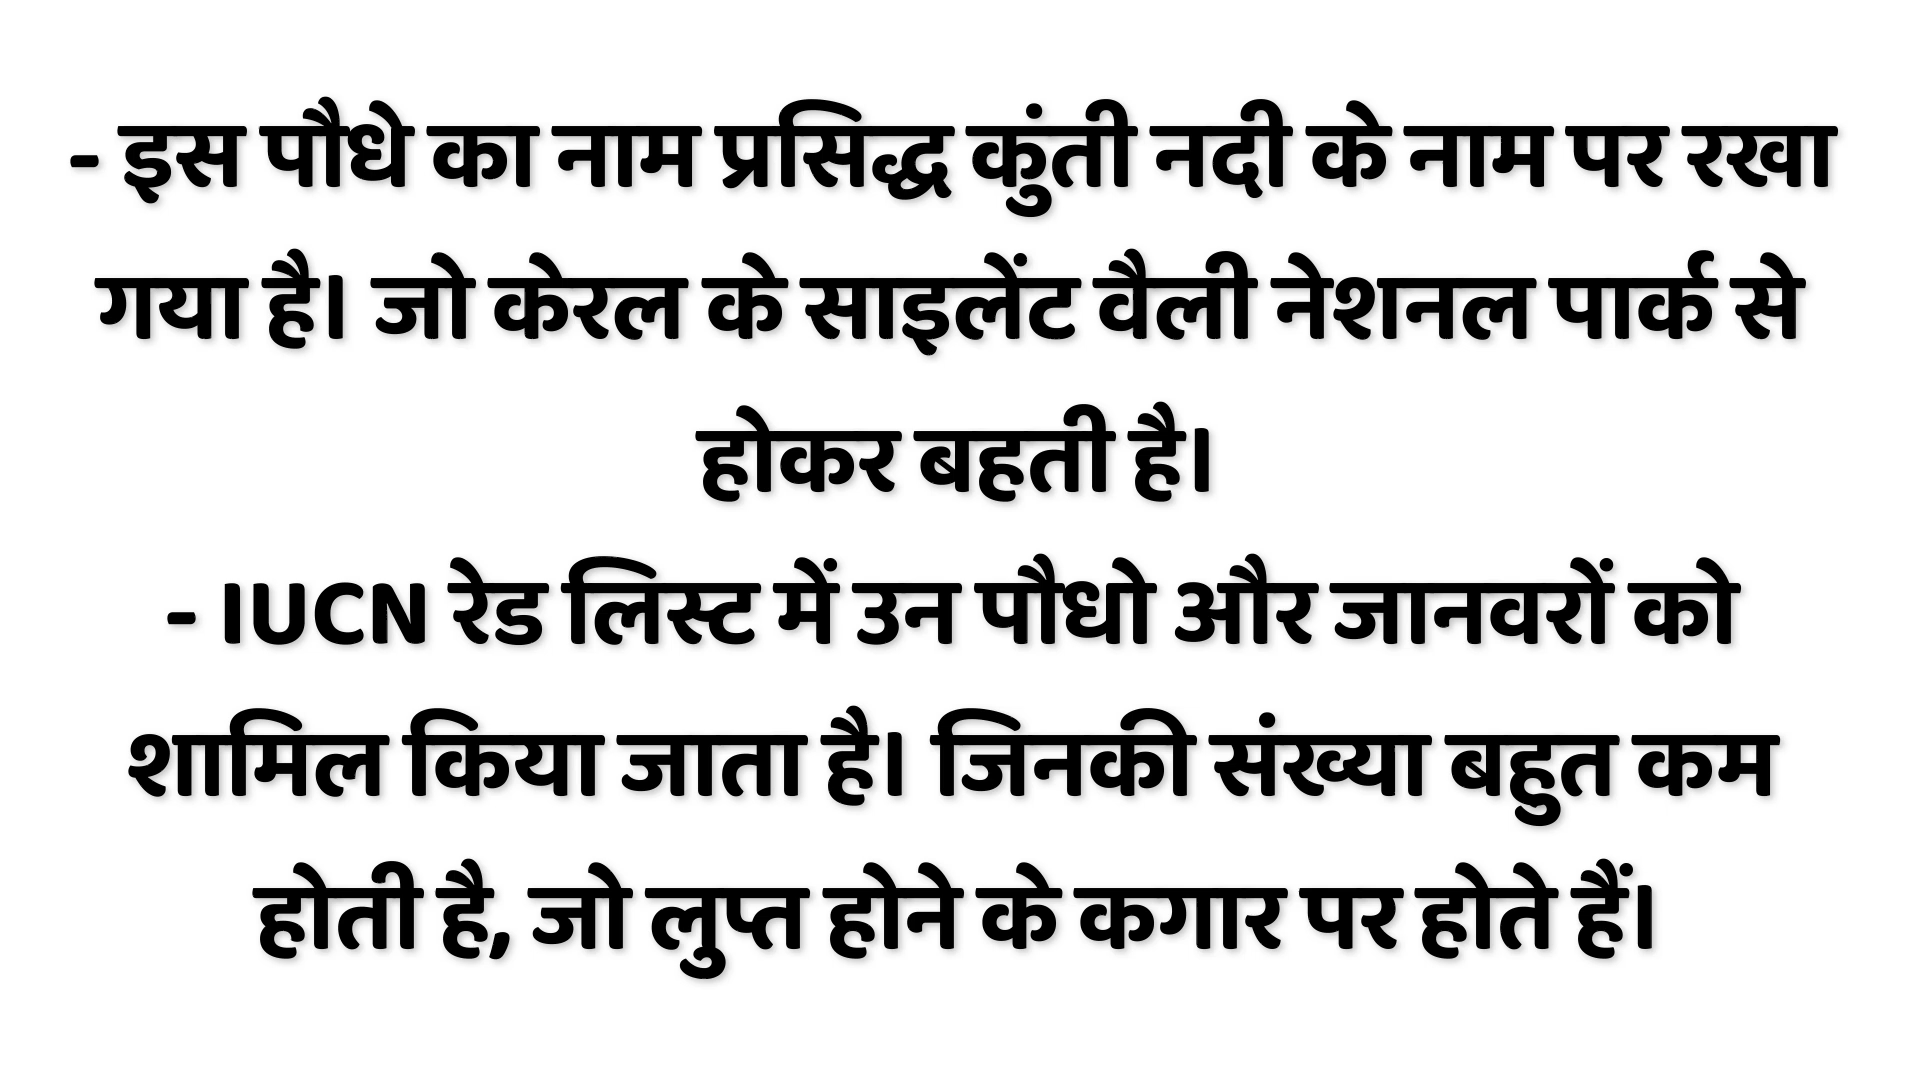 - इस पौधे का नाम प्रसिद्ध कुंती नदी के नाम पर रखा
गया है। जो केरल के साइलेंट वैली नेशनल पार्क से
होकर बहती है।
- IUCN रेड लिस्ट में उन पौधो और जानवरों को
शामिल किया जाता है। जिनकी संख्या बहुत कम
होती है, जो लुप्त होने के कगार पर होते हैं।